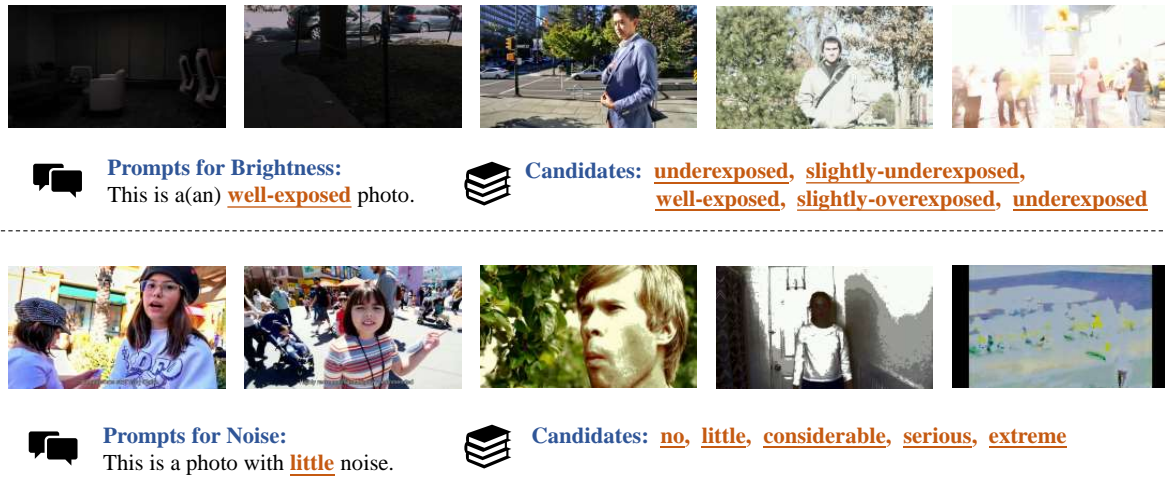 Prompts for Brightness:
This is a(an) well-exposed photo.
Candidates: underexposed, slightly-underexposed,
well-exposed, slightly-overexposed, underexposed
Prompts for Noise:
This is a photo with little noise.
Candidates: no, little, considerable, serious, extreme